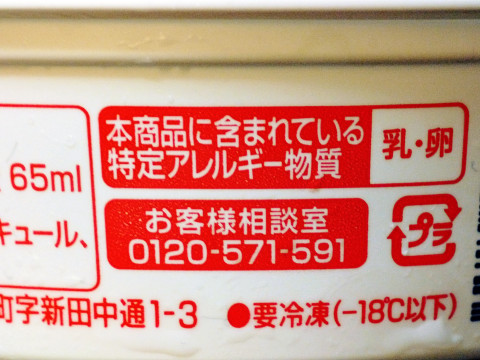 本商品に含まれている
特定アレルギー物質
乳・卵
65ml
キュール、
お客様相談室
0120-571-591
プラ
町字新田中通1-3
●要冷凍(-18℃以下)